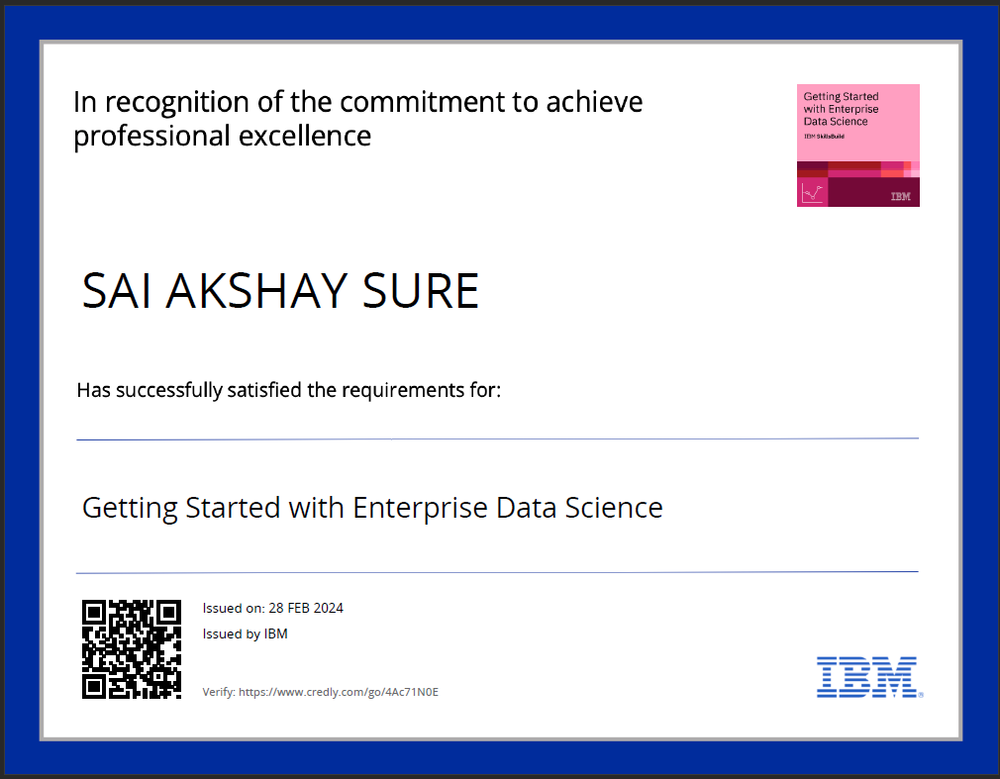 In recognition of the commitment to achieve
professional excellence
Getting Started
with Enterprise
Data Science
IBM SkillsBuild
IBM
SAI AKSHAY SURE
Has successfully satisfied the requirements for:
Getting Started with Enterprise Data Science
Issued on: 28 FEB 2024
Issued by IBM
Verify: https://www.credly.com/go/4Ac71N0E
IBM®